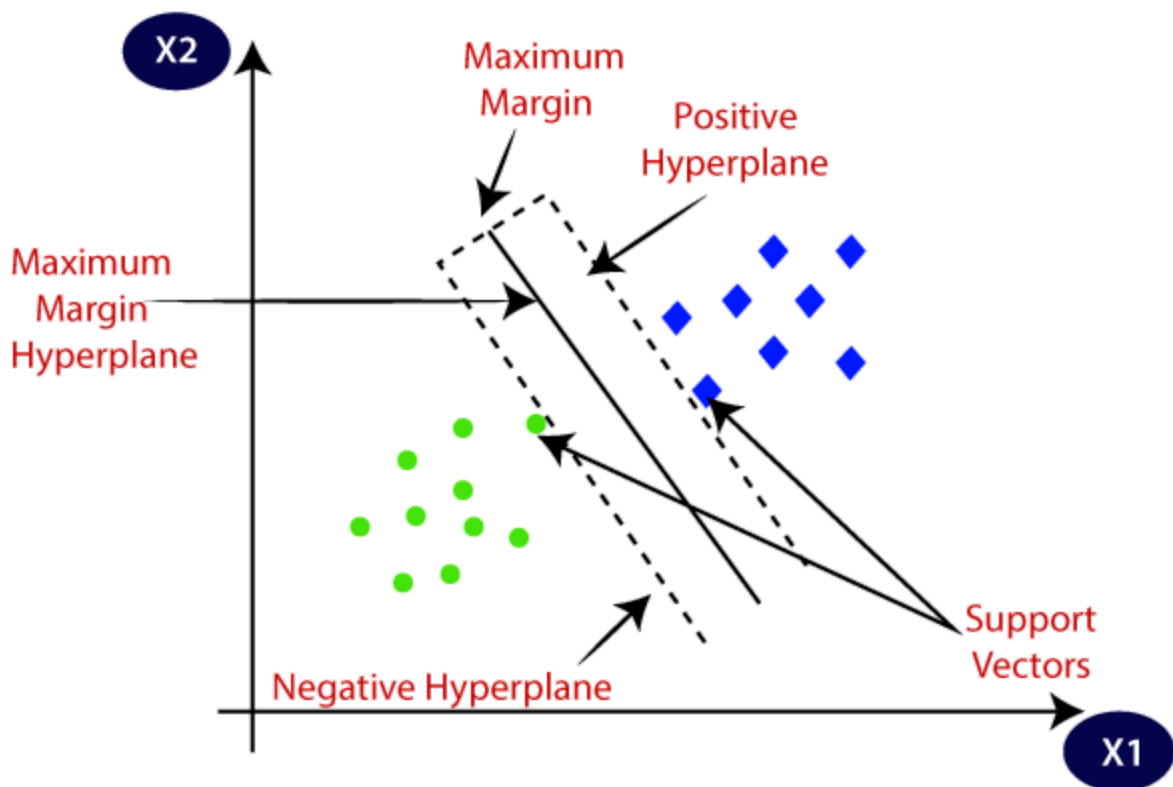 X2
Maximum
Margin
Positive
Hyperplane
Maximum
Margin
Hyperplane
Support
Vectors
Negative Hyperplane
X1